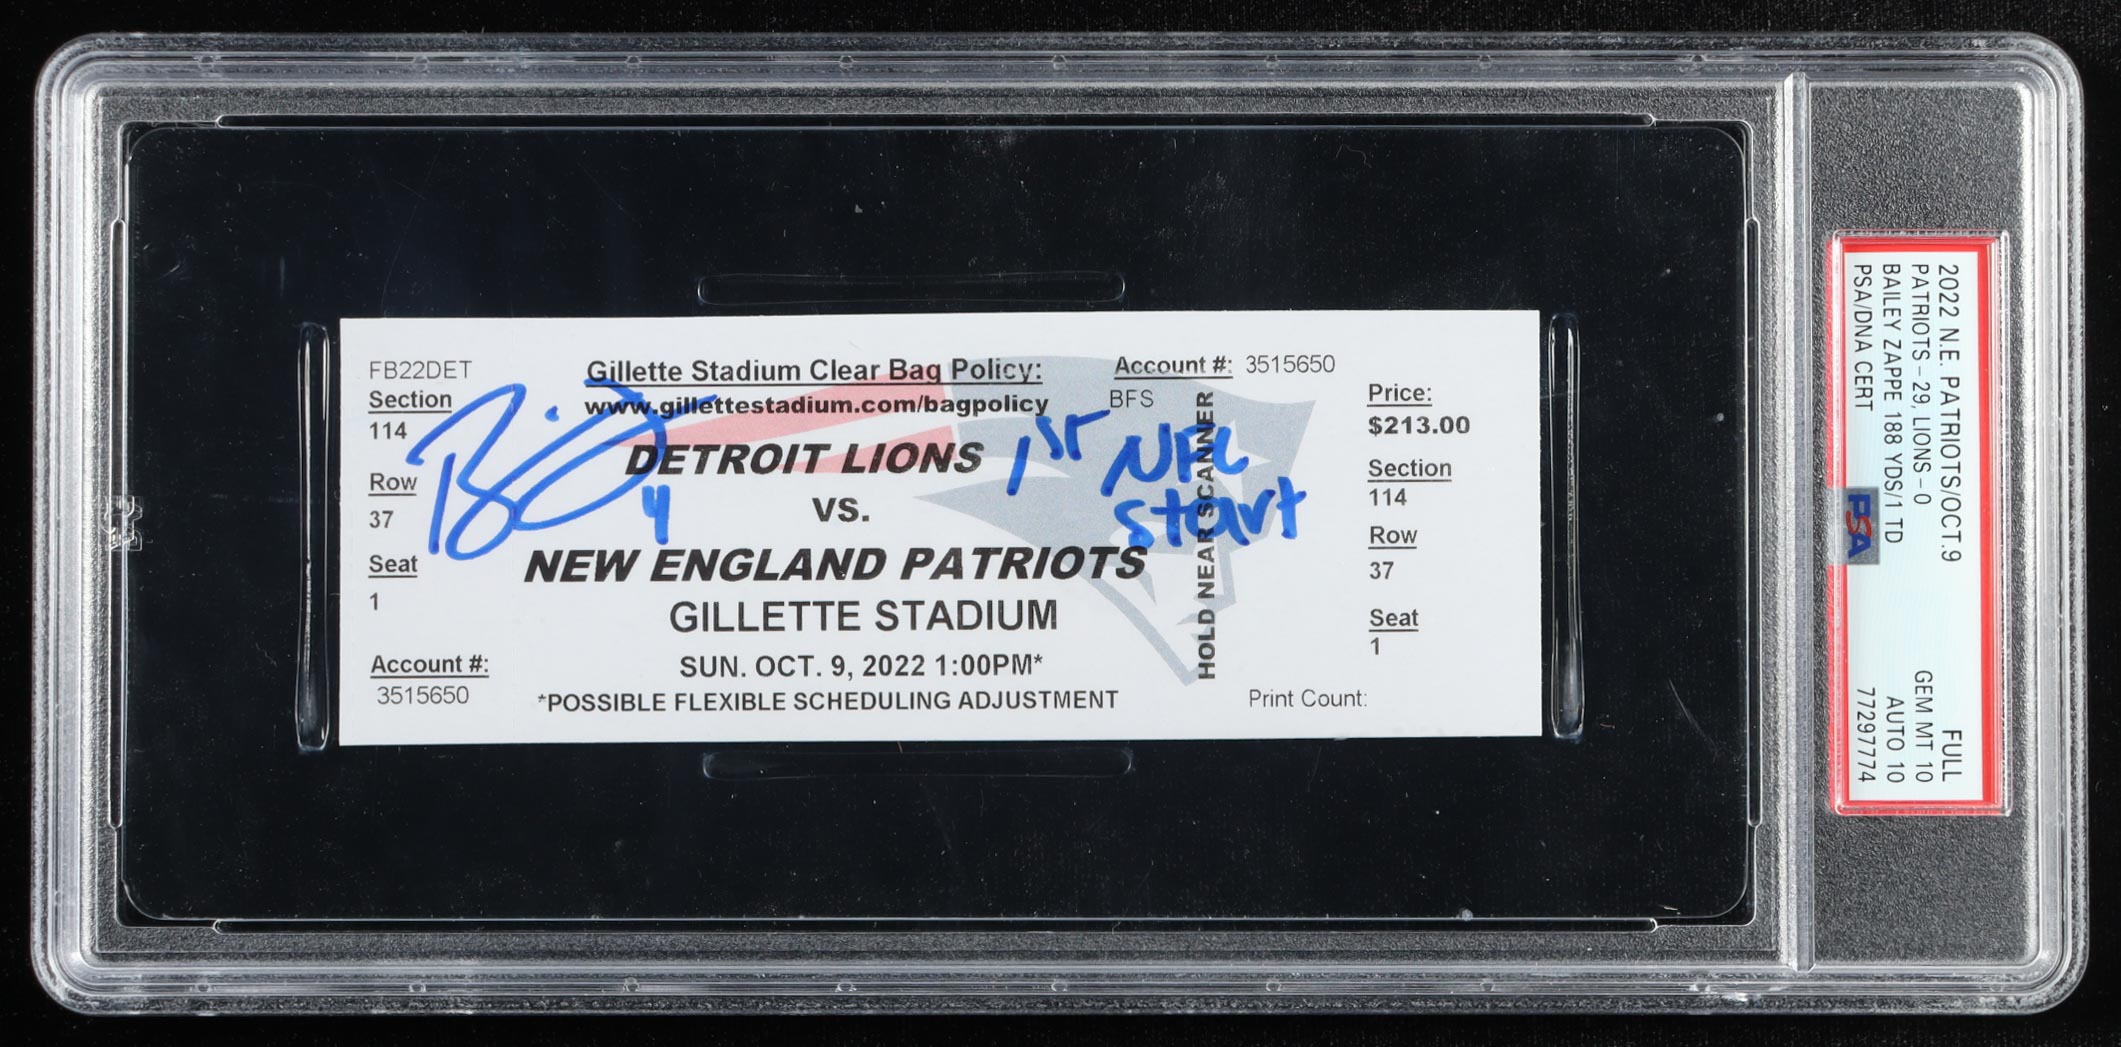 FB22DET
Section
114
Row
37
Seat
1
Account #:
3515650
Gillette Stadium Clear Bag Policy:
www.gillettestadium.com/bagpolicy
DETROIT LIONS
VS.
NEW ENGLAND PATRIOTS
GILLETTE STADIUM
SUN. OCT. 9, 2022 1:00PM*
*POSSIBLE FLEXIBLE SCHEDULING ADJUSTMENT
4
1st NFL
start
Account #: 3515650
BFS
HOLD NEAR SCANNER
Price:
$213.00
Section
114
Row
37
Seat
1
Print Count:
2022 N.E. PATRIOTS/OCT.9 FULL
PATRIOTS - 29, LIONS - 0 GEM MT 10
BAILEY ZAPPE 188 YDS/1 TD AUTO 10
PSA/DNA CERT 77297774
PSA